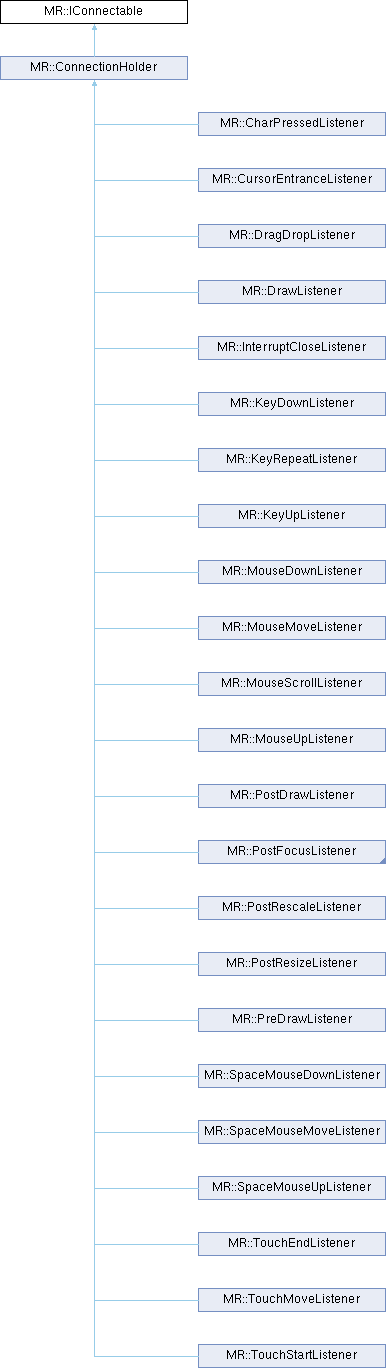 MR::IConnectable
MR::ConnectionHolder
MR::CharPressedListener
MR::CursorEntranceListener
MR::DragDropListener
MR::DrawListener
MR::InterruptCloseListener
MR::KeyDownListener
MR::KeyRepeatListener
MR::KeyUpListener
MR::MouseDownListener
MR::MouseMoveListener
MR::MouseScrollListener
MR::MouseUpListener
MR::PostDrawListener
MR::PostFocusListener
MR::PostRescaleListener
MR::PostResizeListener
MR::PreDrawListener
MR::SpaceMouseDownListener
MR::SpaceMouseMoveListener
MR::SpaceMouseUpListener
MR::TouchEndListener
MR::TouchMoveListener
MR::TouchStartListener